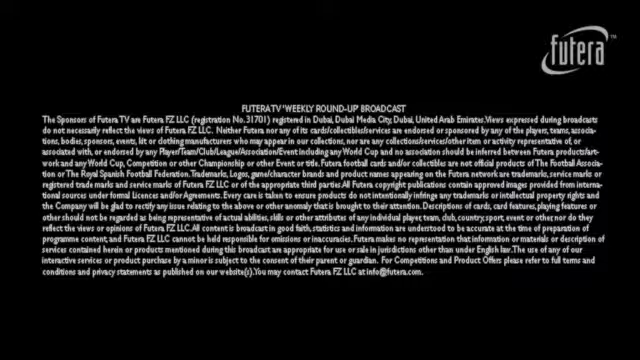 futera™
FUTERA TV 'WEEKLY ROUND-UP BROADCAST
The Sponsors of Futera TV are Futera FZ LLC (registration No. 31701) registered in Dubai, Dubai Media City, Dubai, United Arab Emirates.Views expressed during broadcasts
do not necessarily reflect the views of Futera FZ LLC. Neither Futera nor any of its cards/collectibles/services are endorsed or sponsored by any of the players, teams, associa-
tions, bodies, sponsors, events, kit or clothing manufacturers who may appear in our collections, nor are any collections/services/other item or activity representative of, or
associated with, or endorsed by any Player/Team/Club/League/Association/Event including any World Cup and no association should be inferred between Futera products/art-
work and any World Cup, Competition or other Championship or other Event or title. Futera football cards and/or collectibles are not official products of The Football Associa-
tion or The Royal Spanish Football Federation.Trademarks, Logos, game/character brands and product names appearing on the Futera network are trademarks, service marks or
registered trade marks and service marks of Futera FZ LLC or of the appropriate third parties.All Futera copyright publications contain approved images provided from interna-
tional sources under formal Licences and/or Agreements. Every care is taken to ensure products do not intentionally infringe any trademarks or intellectual property rights and
the Company will be glad to rectify any issue relating to the above or other anomaly that is brought to their attention. Descriptions of cards, card features, playing features or
other should not be regarded as being representative of actual abilities, skills or other attributes of any individual player, team, club, country, sport, event or other, nor do they
reflect the views or opinions of Futera FZ LLC.All content is broadcast in good faith, statistics and information are understood to be accurate at the time of preparation of
programme content, and Futera FZ LLC cannot be held responsible for omissions or inaccuracies. Futera makes no representation that information or materials or description of
services contained herein or products mentioned during this broadcast are appropriate for use or sale in jurisdictions other than under English law.The use of any of our
interactive services or product purchase by a minor is subject to the consent of their parent or guardian. For Competitions and Product Offers please refer to full terms and
conditions and privacy statements as published on our website(s).You may contact Futera FZ LLC at info@futera.com.